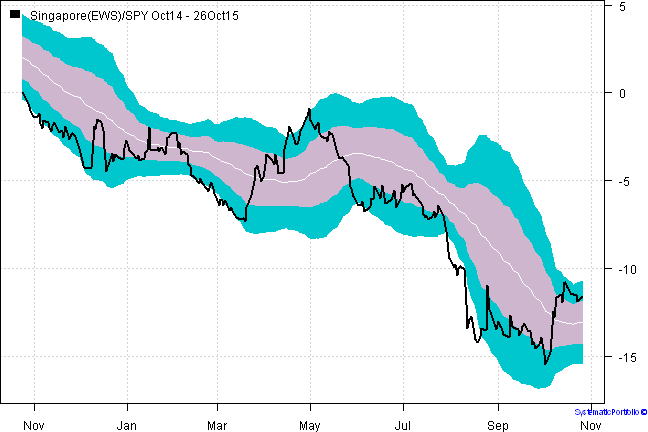 Singapore(EWS)/SPY Oct14 - 26Oct15
5
0
-5
-10
-15
SystematicPortfolio ©
Nov Jan Mar May Jul Sep Nov